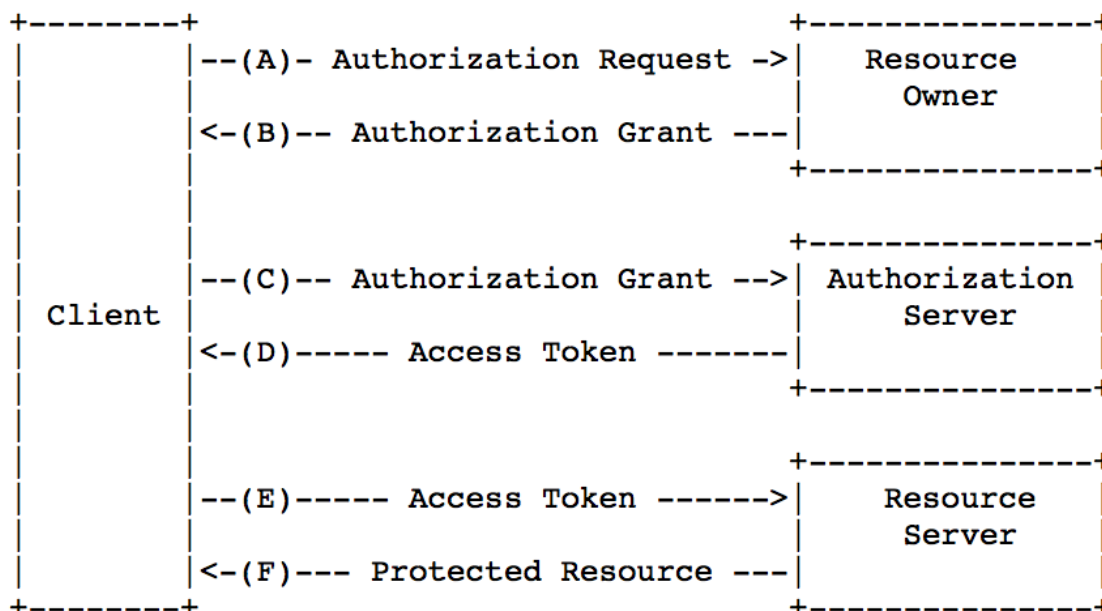 +--------+                               +---------------+
|        |--(A)- Authorization Request ->|   Resource    |
|        |                               |     Owner     |
|        |<-(B)-- Authorization Grant ---|               |
|        |                               +---------------+
|        |
|        |                               +---------------+
|        |--(C)-- Authorization Grant -->| Authorization |
| Client |                               |     Server    |
|        |<-(D)----- Access Token -------|               |
|        |                               +---------------+
|        |
|        |                               +---------------+
|        |--(E)----- Access Token ------>|    Resource   |
|        |                               |     Server    |
|        |<-(F)--- Protected Resource ---|               |
+--------+                               +---------------+